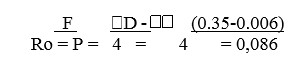 F □D - □□ (0.35-0.006)
Ro = P = 4 = 4 = 0,086